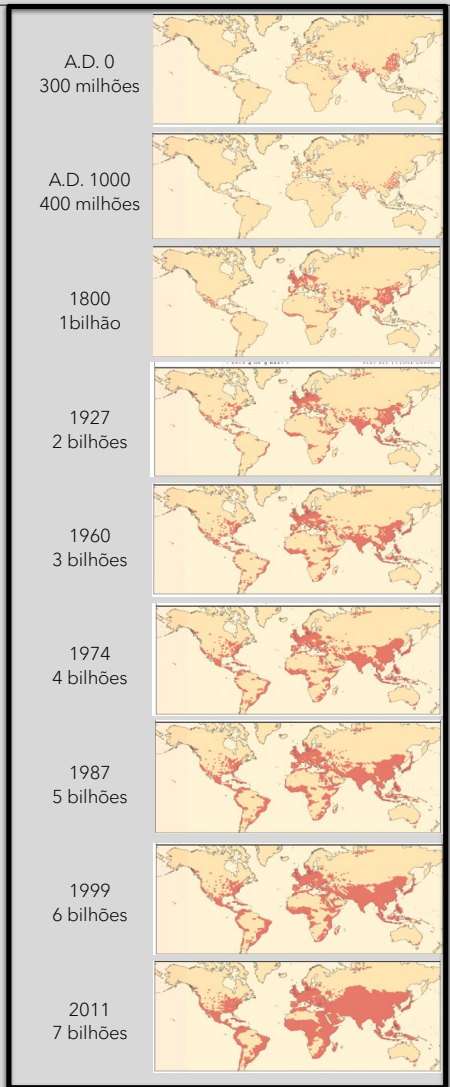 A.D. 0
300 milhões
A.D. 1000
400 milhões
1800
1bilhão
1927
2 bilhões
1960
3 bilhões
1974
4 bilhões
1987
5 bilhões
1999
6 bilhões
2011
7 bilhões